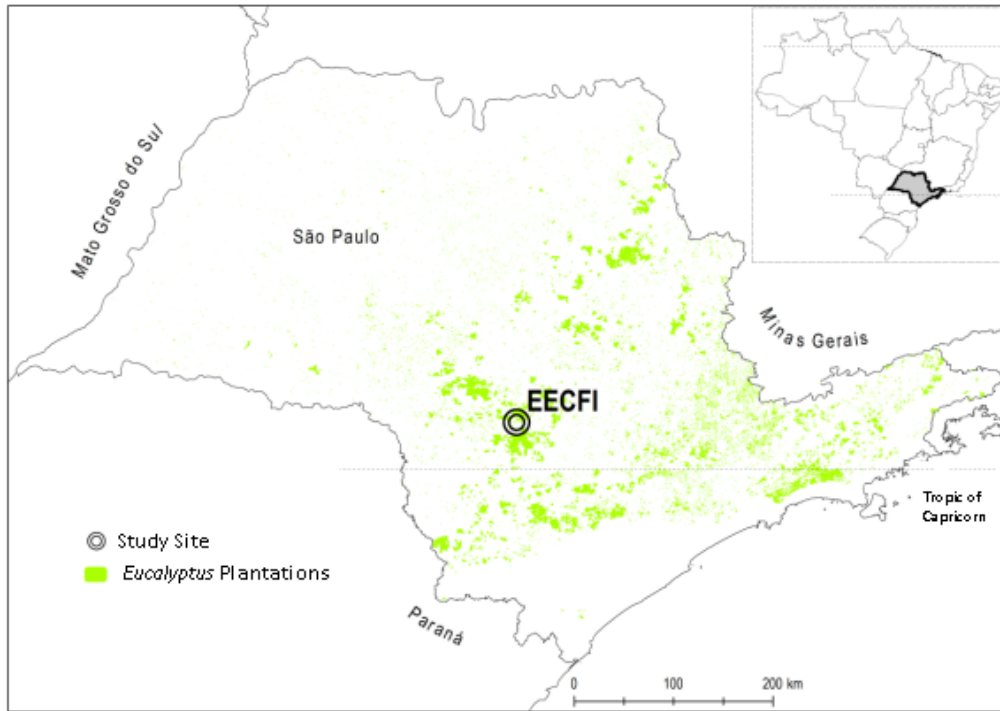 Mato Grosso do Sul
São Paulo
Minas Gerais
EECFI
Tropic of
Capricorn
Study Site
Eucalyptus Plantations
Paraná
0 100 200 km